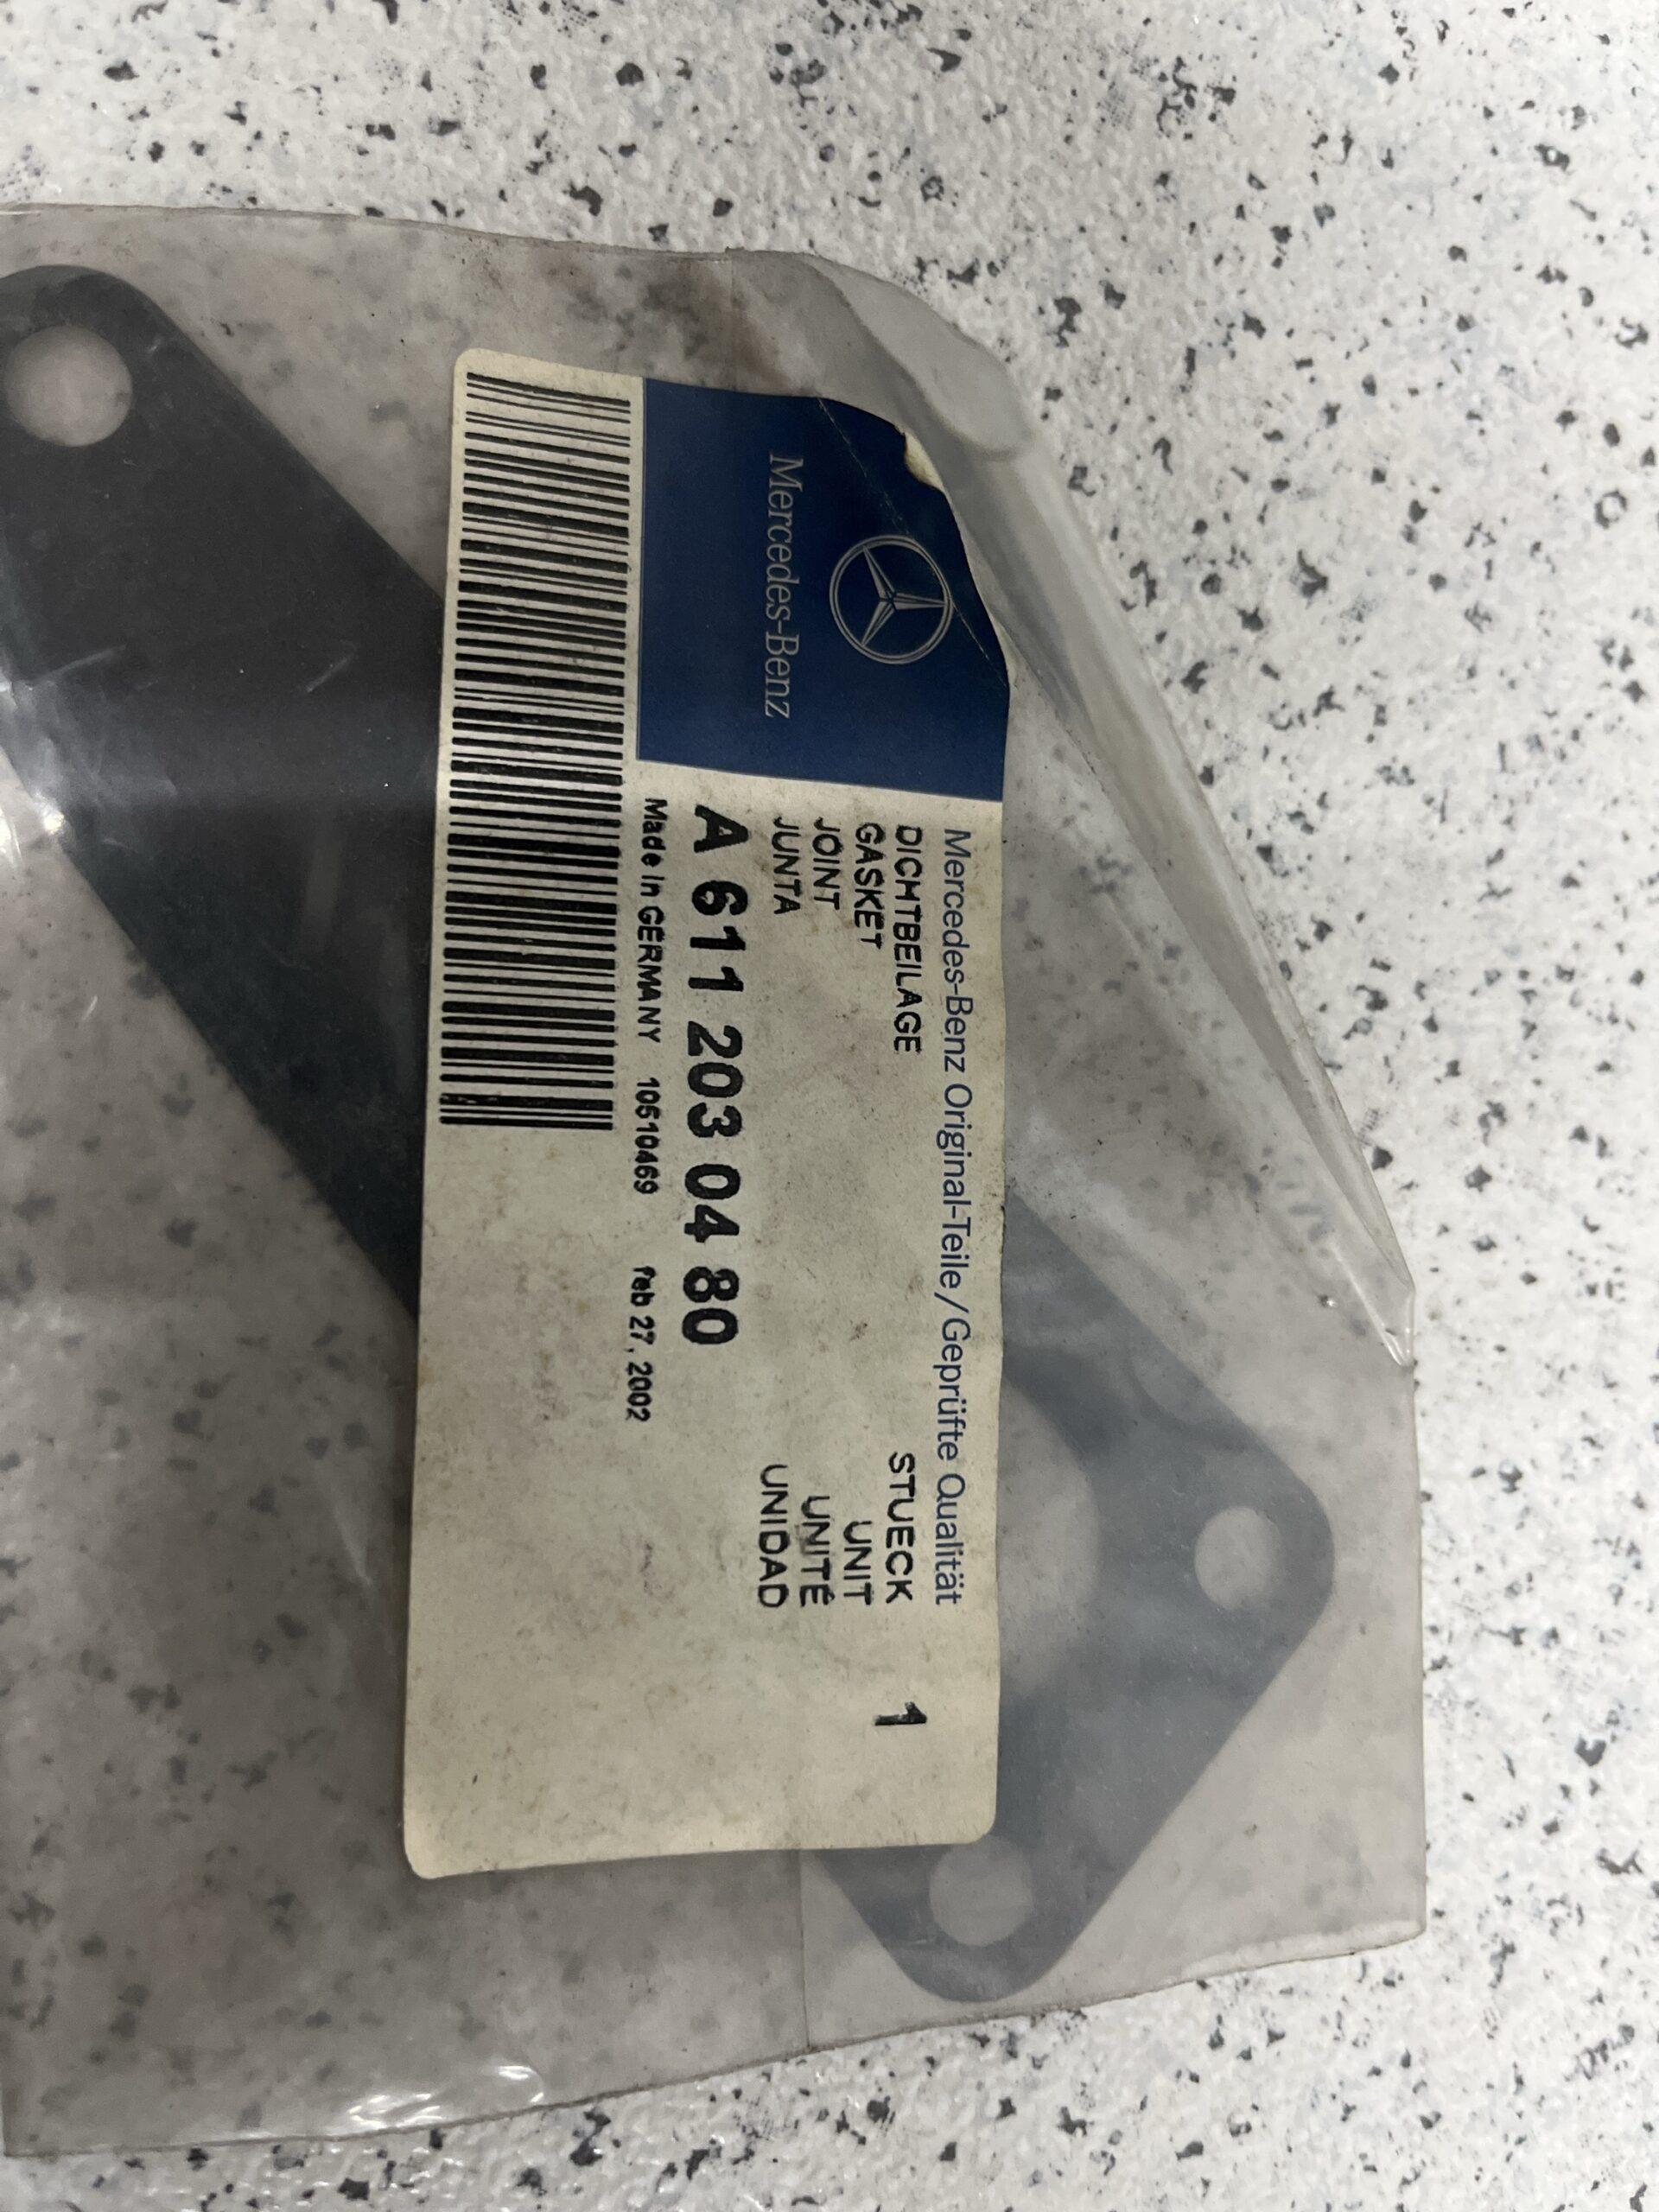 Mercedes-Benz
Mercedes-Benz Original-Teile/Geprüfte Qualität
DICHTBEILAGE STUECK 1
GASKET UNIT
JOINT UNITÉ
JUNTA UNIDAD
A 611 203 04 80
Made in GERMANY 10510469 feb 27, 2002